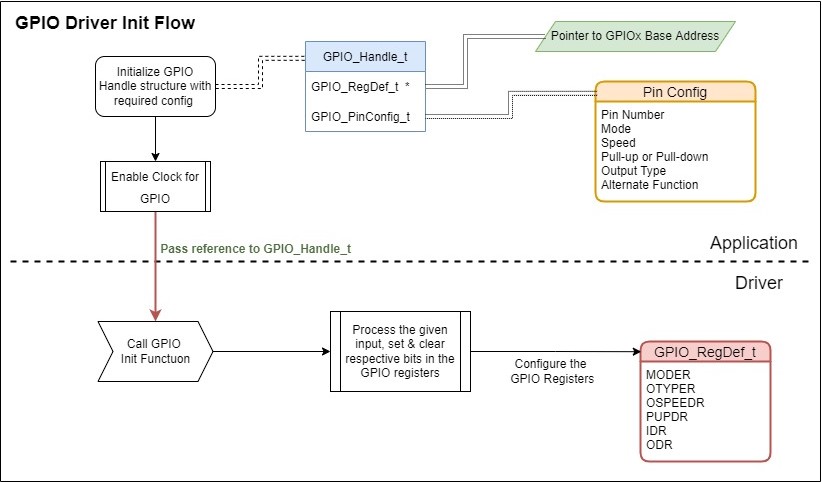 GPIO Driver Init Flow
Initialize GPIO
Handle structure with
required config
GPIO_Handle_t
GPIO_RegDef_t *
GPIO_PinConfig_t
Pointer to GPIOx Base Address
Pin Config
Pin Number
Mode
Speed
Pull-up or Pull-down
Output Type
Alternate Function
Enable Clock for
GPIO
Pass reference to GPIO_Handle_t
Application
Driver
Call GPIO
Init Functuon
Process the given
input, set & clear
respective bits in the
GPIO registers
Configure the
GPIO Registers
GPIO_RegDef_t
MODER
OTYPER
OSPEEDR
PUPDR
IDR
ODR